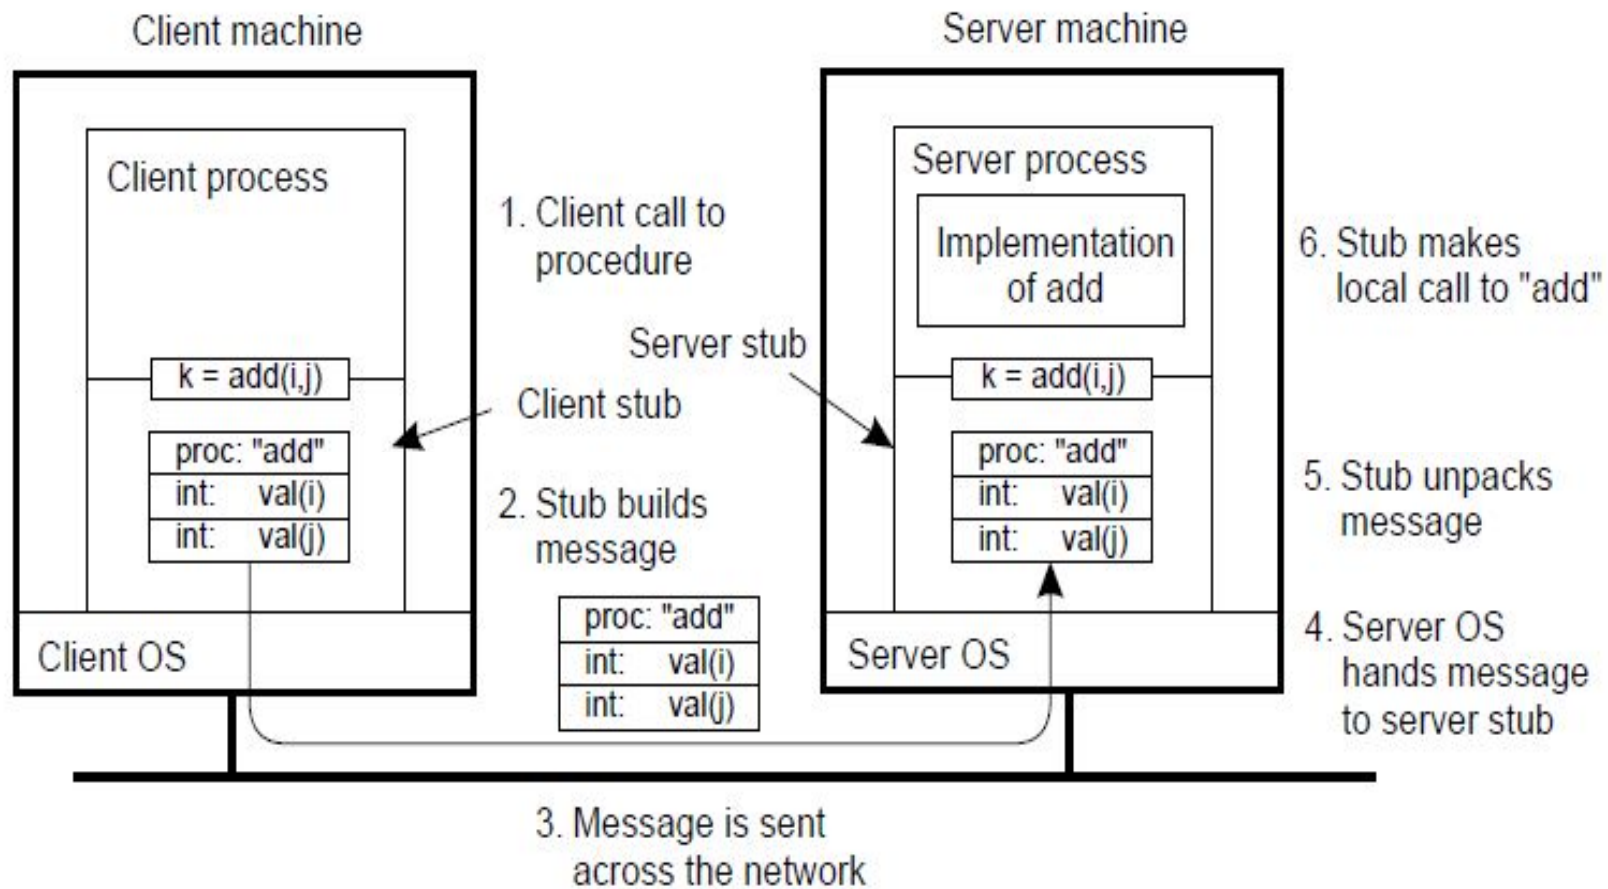 Client machine
Server machine
Client process
1. Client call to
procedure
k = add(i,j)
Client stub
proc: "add"
int: val(i)
int: val(j)
2. Stub builds
message
proc: "add"
int: val(i)
int: val(j)
Client OS
3. Message is sent
across the network
Server process
Implementation
of add
Server stub
k = add(i,j)
proc: "add"
int: val(i)
int: val(j)
Server OS
6. Stub makes
local call to "add"
5. Stub unpacks
message
4. Server OS
hands message
to server stub